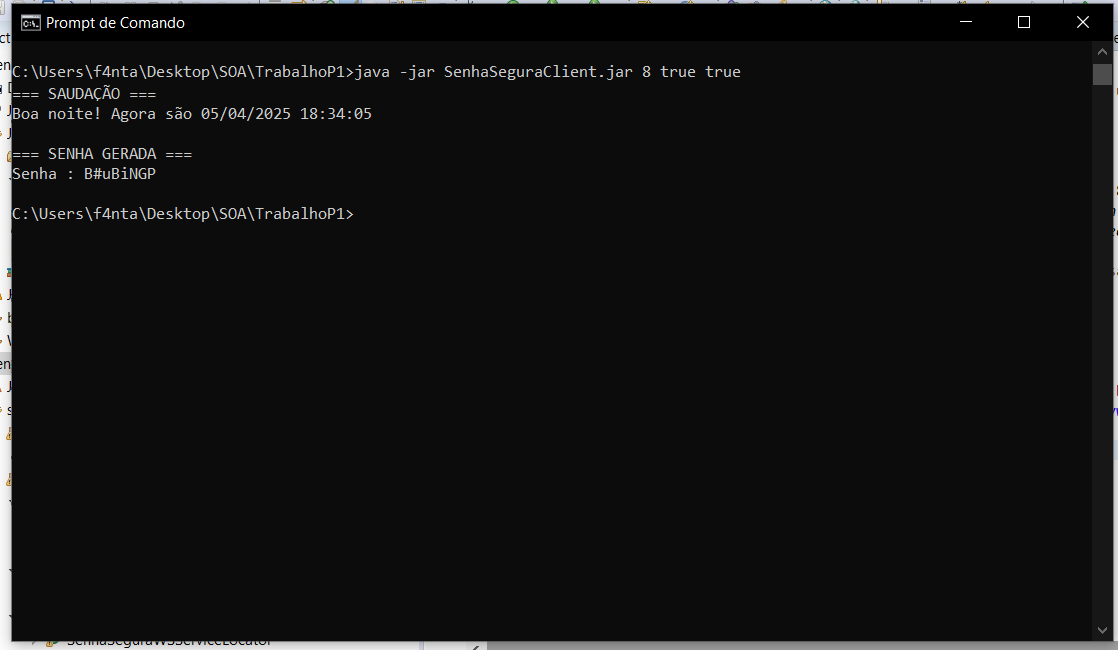 Prompt de Comando
C:\Users\f4nta\Desktop\SOA\TrabalhoP1>java -jar SenhaSeguraClient.jar 8 true true
=== SAUDAÇÃO ===
Boa noite! Agora são 05/04/2025 18:34:05
=== SENHA GERADA ===
Senha : B#uBiNGP
C:\Users\f4nta\Desktop\SOA\TrabalhoP1>
SenhaSeguraWSServiceLocator